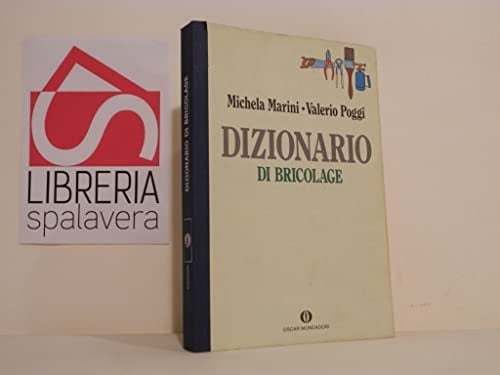 LIBRERIA
spalavera
DIZIONARIO DI BRICOLAGE
Michela Marini • Valerio Poggi
DIZIONARIO
DI BRICOLAGE
OSCAR MONDADORI